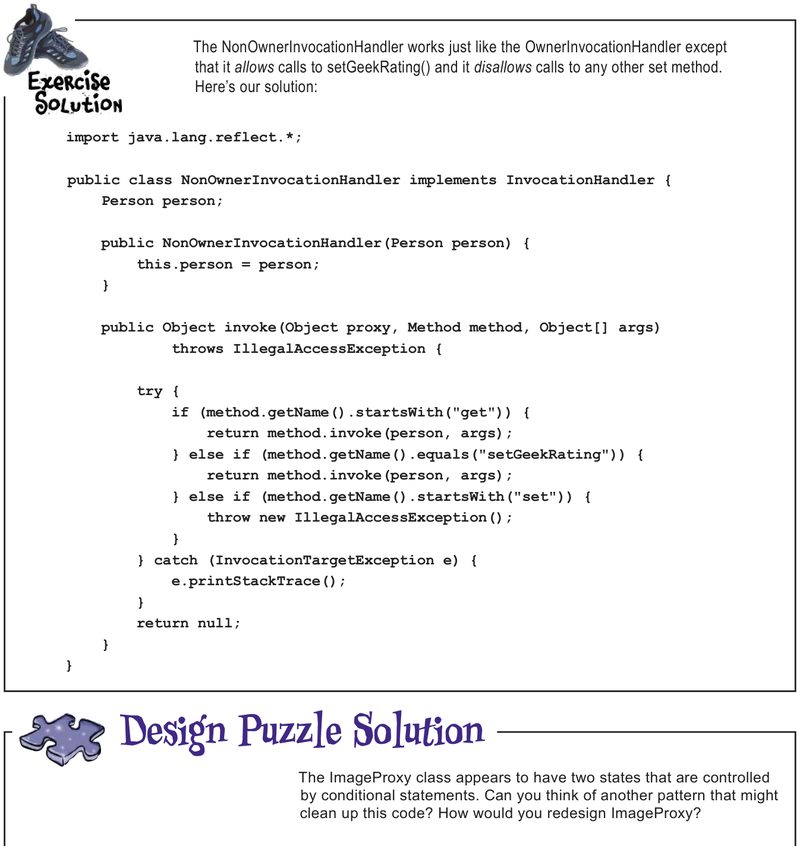 Exercise
Solution
The NonOwnerInvocationHandler works just like the OwnerInvocationHandler except
that it allows calls to setGeekRating() and it disallows calls to any other set method.
Here's our solution:
import java.lang.reflect.*;
public class NonOwnerInvocationHandler implements InvocationHandler {
Person person;
public NonOwnerInvocationHandler(Person person) {
this.person = person;
}
public Object invoke(Object proxy, Method method, Object[] args)
throws IllegalAccessException {
try {
if (method.getName().startsWith("get")) {
return method.invoke(person, args);
} else if (method.getName().equals("setGeekRating")) {
return method.invoke(person, args);
} else if (method.getName().startsWith("set")) {
throw new IllegalAccessException();
}
} catch (InvocationTargetException e) {
e.printStackTrace();
}
return null;
}
}
Design Puzzle Solution
The ImageProxy class appears to have two states that are controlled
by conditional statements. Can you think of another pattern that might
clean up this code? How would you redesign ImageProxy?